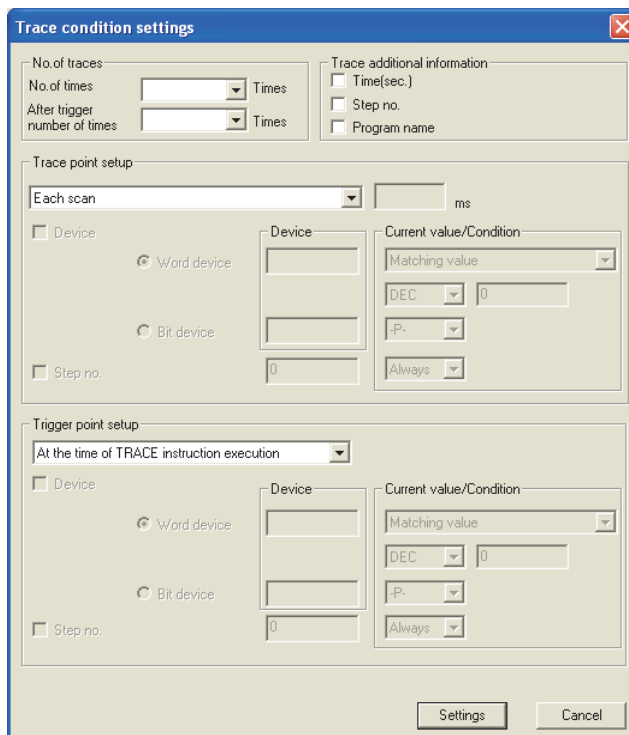 Trace condition settings
No.of traces
No.of times
Times
After trigger
number of times
Times
Trace additional information
Time(sec.)
Step no.
Program name
Trace point setup
Each scan
ms
Device
Word device
Bit device
Step no.
Device
0
Current value/Condition
Matching value
DEC
0
-P-
Always
Trigger point setup
At the time of TRACE instruction execution
Device
Word device
Bit device
Step no.
Device
0
Current value/Condition
Matching value
DEC
0
-P-
Always
Settings
Cancel